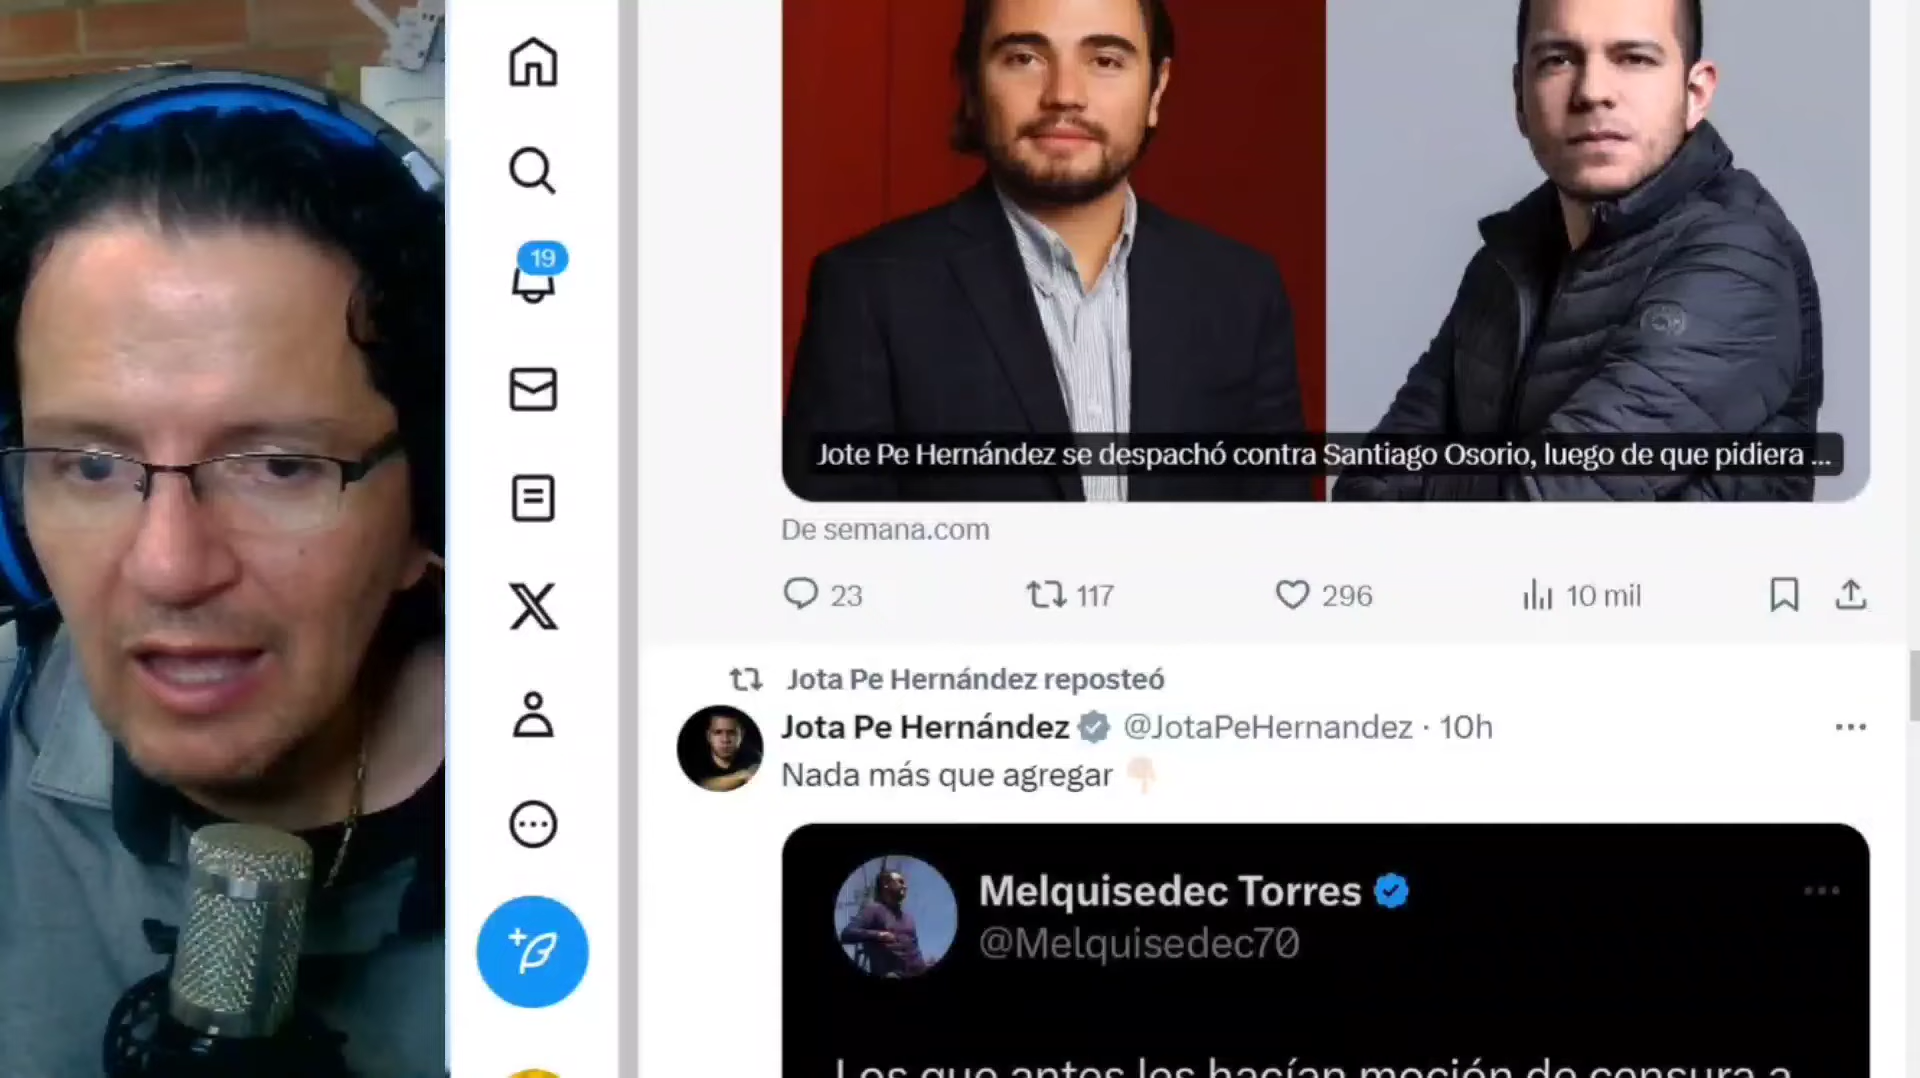 19
Jote Pe Hernández se despachó contra Santiago Osorio, luego de que pidiera ...
De semana.com
23 117 296 10 mil
Jota Pe Hernández reposteó
Jota Pe Hernández @JotaPeHernandez · 10h
Nada más que agregar
Melquisedec Torres
@Melquisedec70
Los que antes les hacían moción de censura a